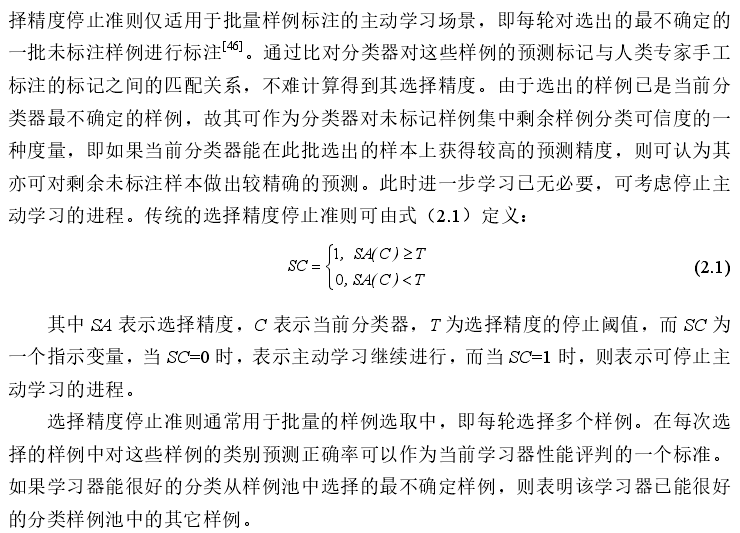 择精度停止准则仅适用于批量样例标注的主动学习场景，即每轮对选出的最不确定的
一批未标注样例进行标注[46]。通过比对分类器对这些样例的预测标记与人类专家手工
标注的标记之间的匹配关系，不难计算得到其选择精度。由于选出的样例已是当前分
类器最不确定的样例，故其可作为分类器对未标记样例集中剩余样例分类可信度的一
种度量，即如果当前分类器能在此批选出的样本上获得较高的预测精度，则可认为其
亦可对剩余未标注样本做出较精确的预测。此时进一步学习已无必要，可考虑停止主
动学习的进程。传统的选择精度停止准则可由式（2.1）定义：
SC = { 1, SA(C) ≥ T
0, SA(C) < T (2.1)
其中 SA 表示选择精度，C 表示当前分类器，T 为选择精度的停止阈值，而 SC 为
一个指示变量，当 SC=0 时，表示主动学习继续进行，而当 SC=1 时，则表示可停止主
动学习的进程。
选择精度停止准则通常用于批量的样例选取中，即每轮选择多个样例。在每次选
择的样例中对这些样例的类别预测正确率可以作为当前学习器性能评判的一个标准。
如果学习器能很好的分类从样例池中选择的最不确定样例，则表明该学习器已能很好
的分类样例池中的其它样例。